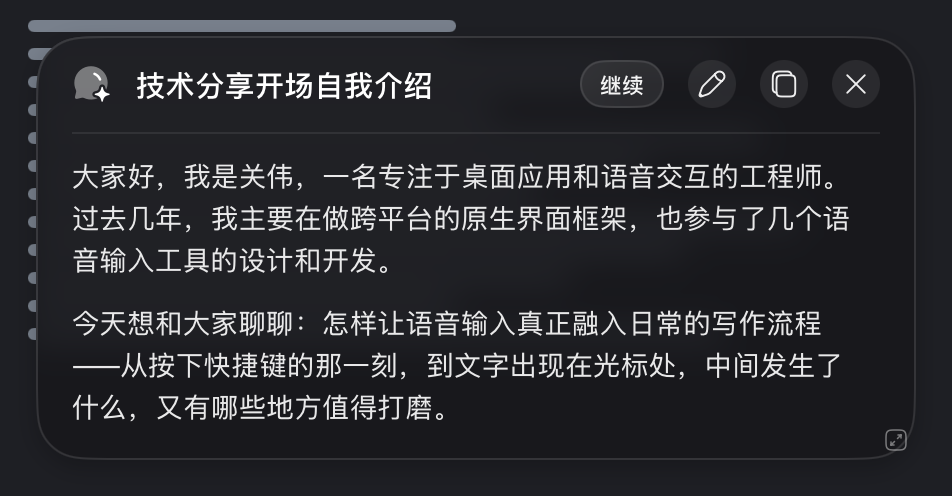 技术分享开场自我介绍
继续
大家好，我是关伟，一名专注于桌面应用和语音交互的工程师。
过去几年，我主要在做跨平台的原生界面框架，也参与了几个语
音输入工具的设计和开发。
今天想和大家聊聊：怎样让语音输入真正融入日常的写作流程
——从按下快捷键的那一刻，到文字出现在光标处，中间发生了
什么，又有哪些地方值得打磨。